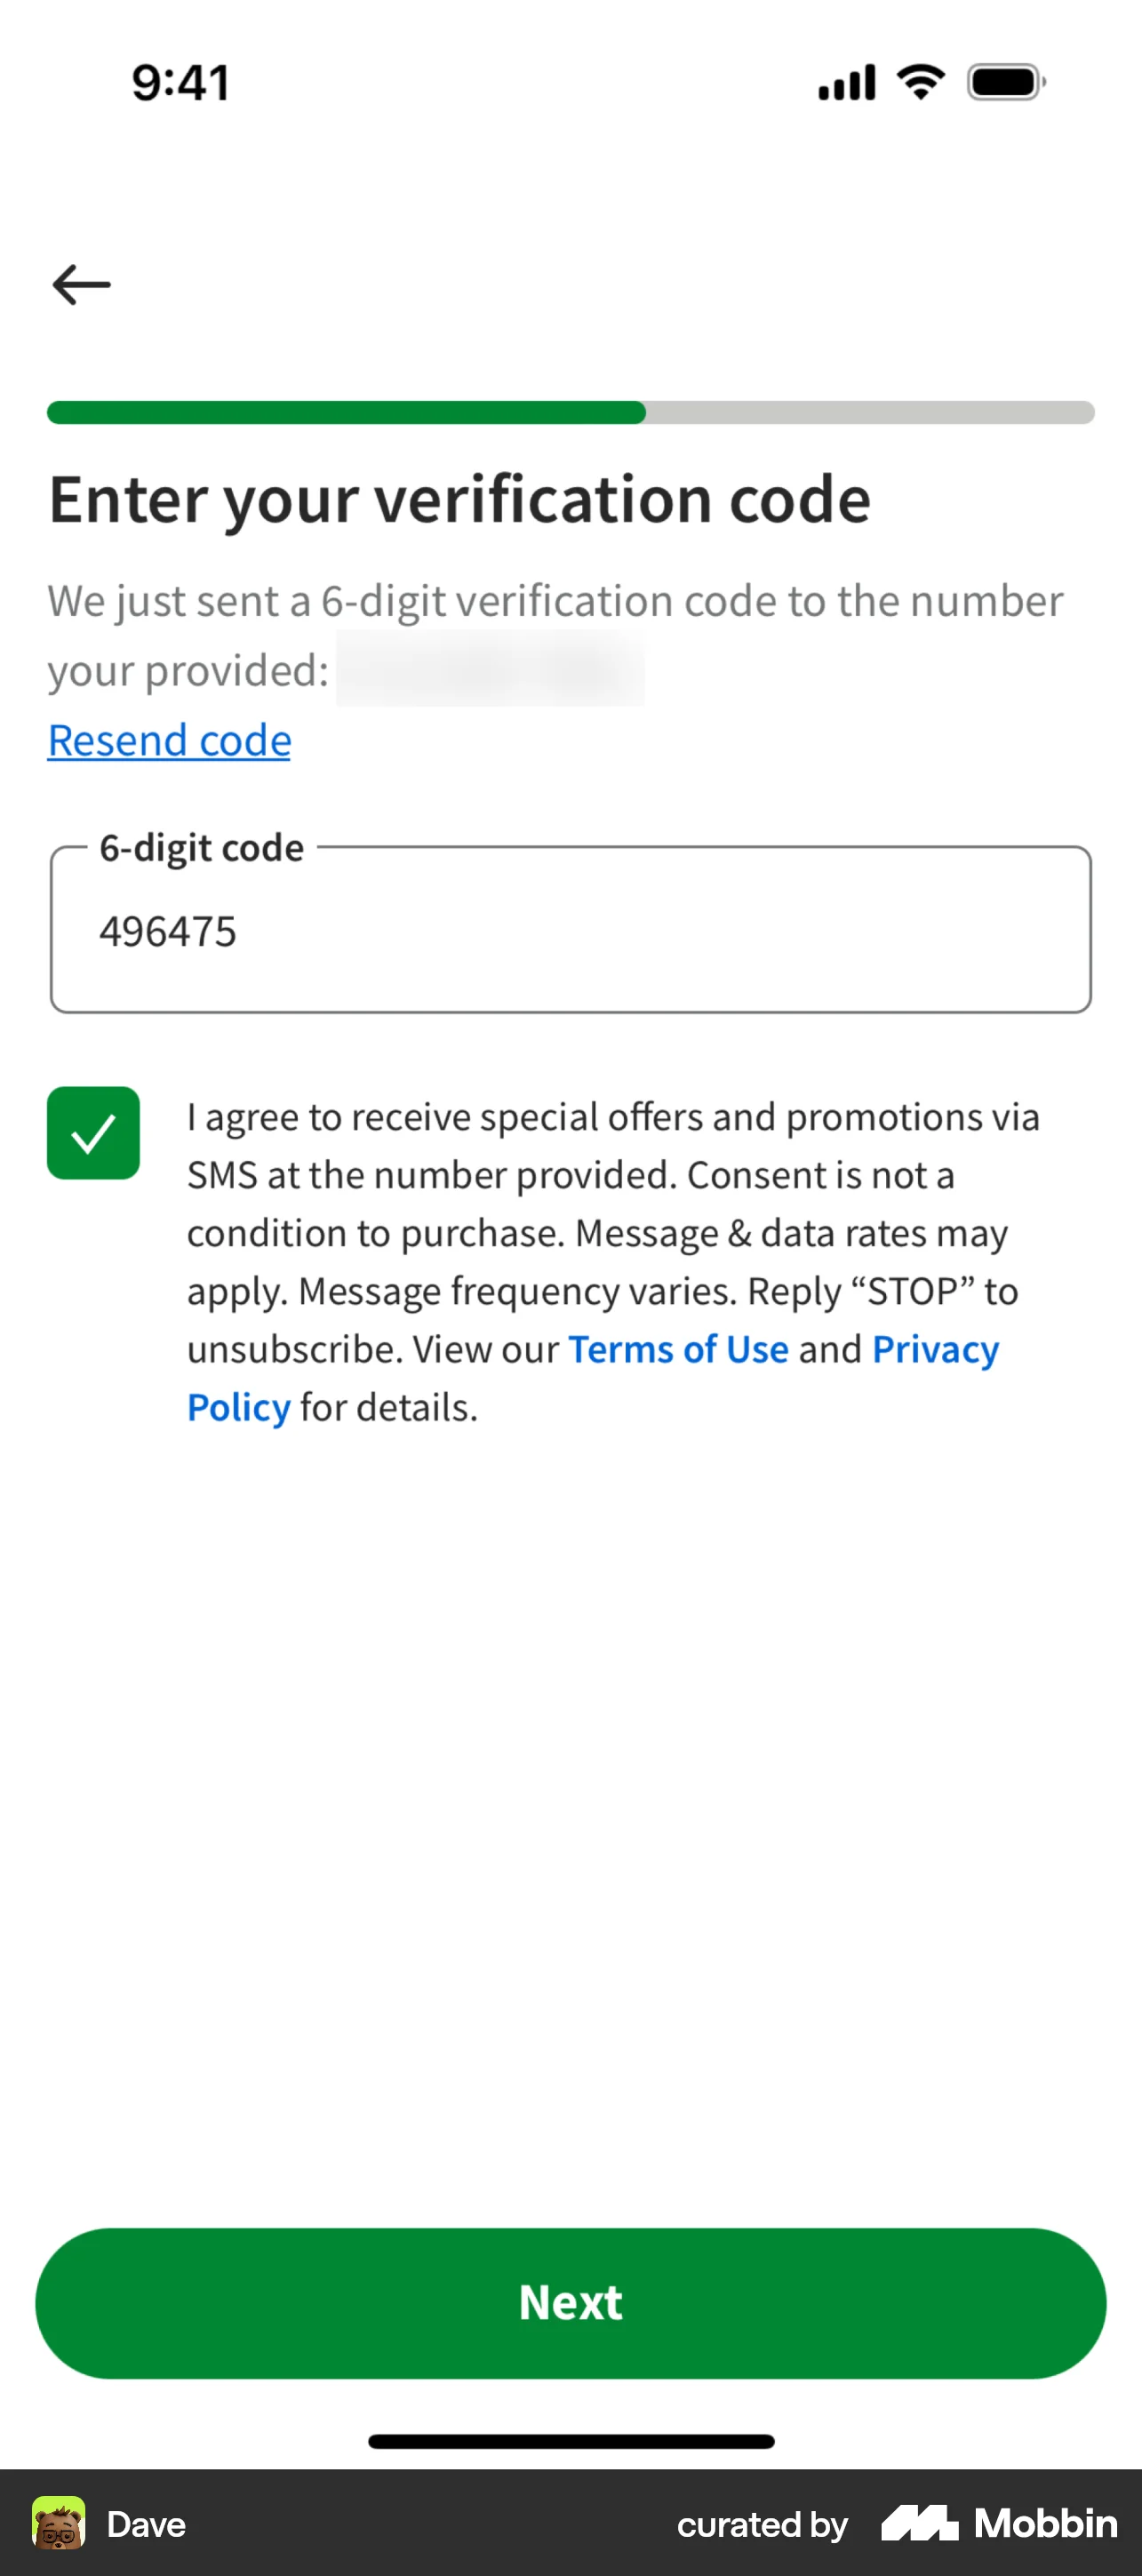 9:41
Enter your verification code
We just sent a 6-digit verification code to the number
your provided:
Resend code
6-digit code
496475
I agree to receive special offers and promotions via
SMS at the number provided. Consent is not a
condition to purchase. Message & data rates may
apply. Message frequency varies. Reply “STOP” to
unsubscribe. View our Terms of Use and Privacy
Policy for details.
Next
Dave
curated by Mobbin